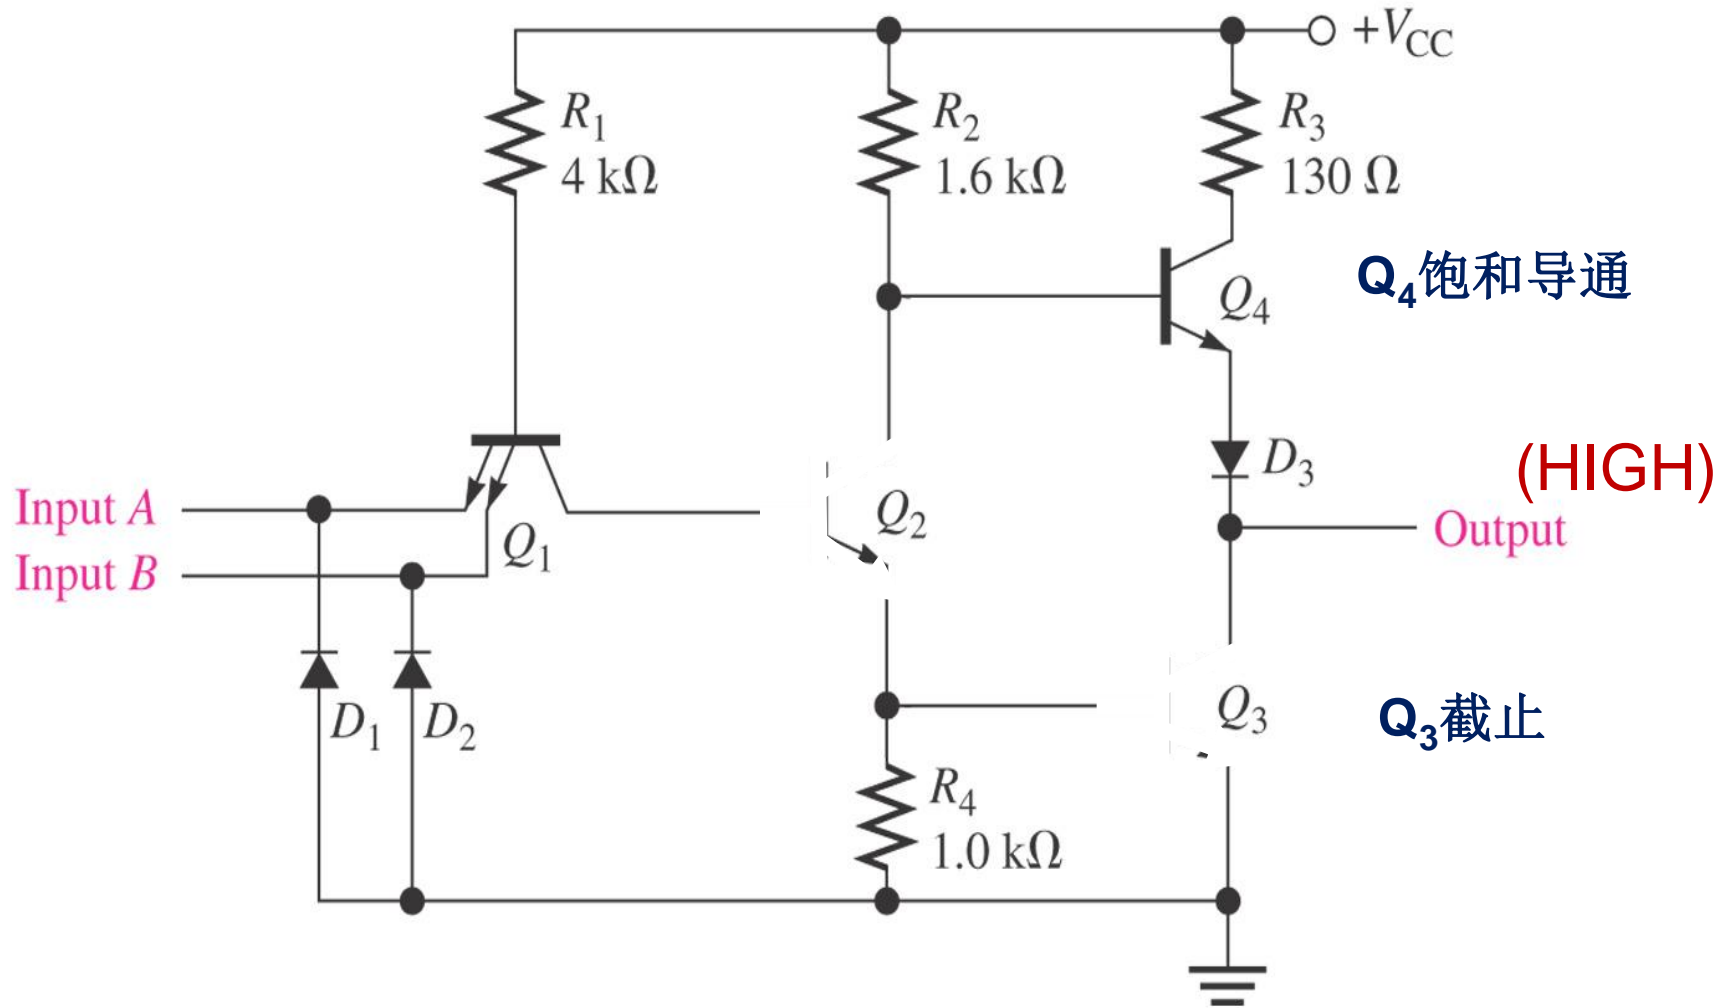 +VCC
R1
4 kΩ
R2
1.6 kΩ
R3
130 Ω
Q4
Q4饱和导通
D3
(HIGH)
Input A
Q1
Q2
Output
Input B
D1
D2
Q3
Q3截止
R4
1.0 kΩ